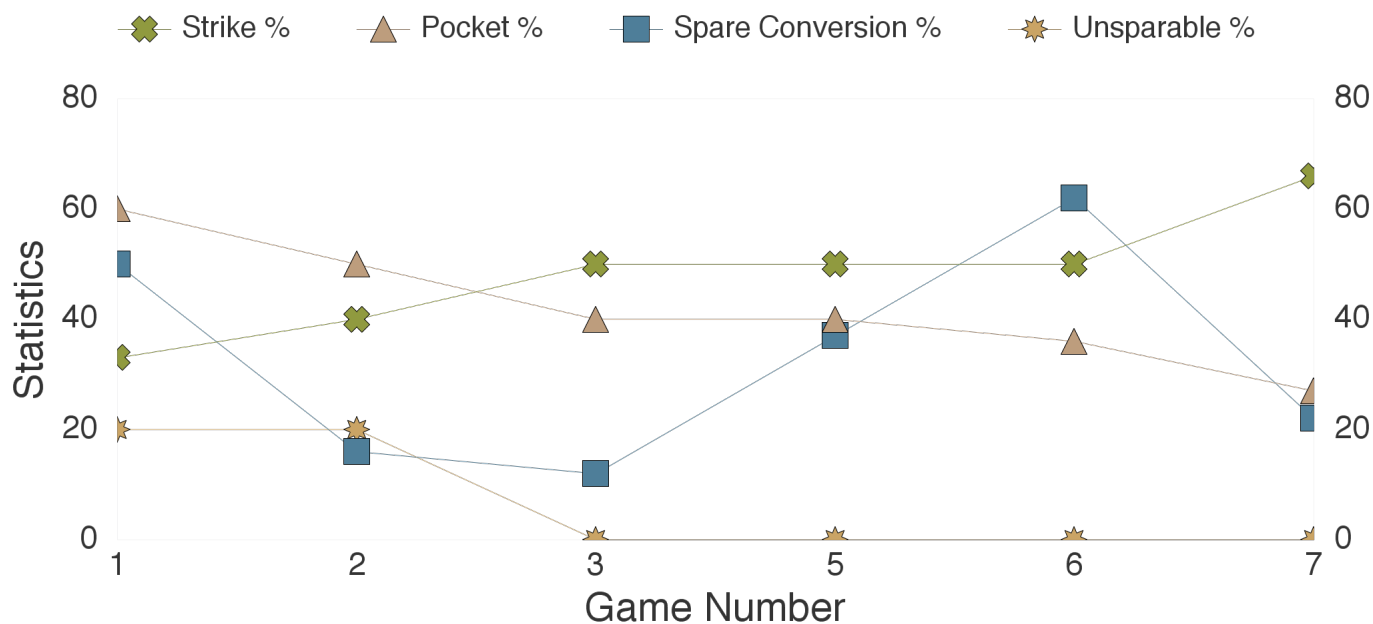 Strike % Pocket % Spare Conversion % Unsparable %
80 80
60 60
40 40
20 20
0 0
Statistics
1 2 3 5 6 7
Game Number